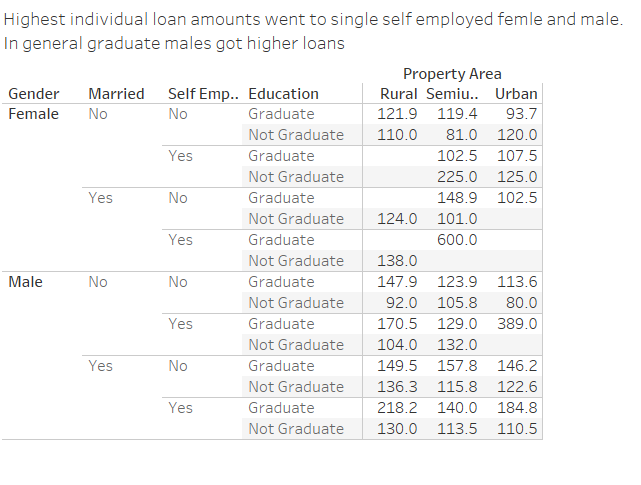 Highest individual loan amounts went to single self employed femle and male.
In general graduate males got higher loans
Property Area
Gender Married Self Emp.. Education Rural Semiu.. Urban
Female No No Graduate 121.9 119.4 93.7
Not Graduate 110.0 81.0 120.0
Yes Graduate 102.5 107.5
Not Graduate 225.0 125.0
Yes No Graduate 148.9 102.5
Not Graduate 124.0 101.0
Yes Graduate 600.0
Not Graduate 138.0
Male No No Graduate 147.9 123.9 113.6
Not Graduate 92.0 105.8 80.0
Yes Graduate 170.5 129.0 389.0
Not Graduate 104.0 132.0
Yes No Graduate 149.5 157.8 146.2
Not Graduate 136.3 115.8 122.6
Yes Graduate 218.2 140.0 184.8
Not Graduate 130.0 113.5 110.5